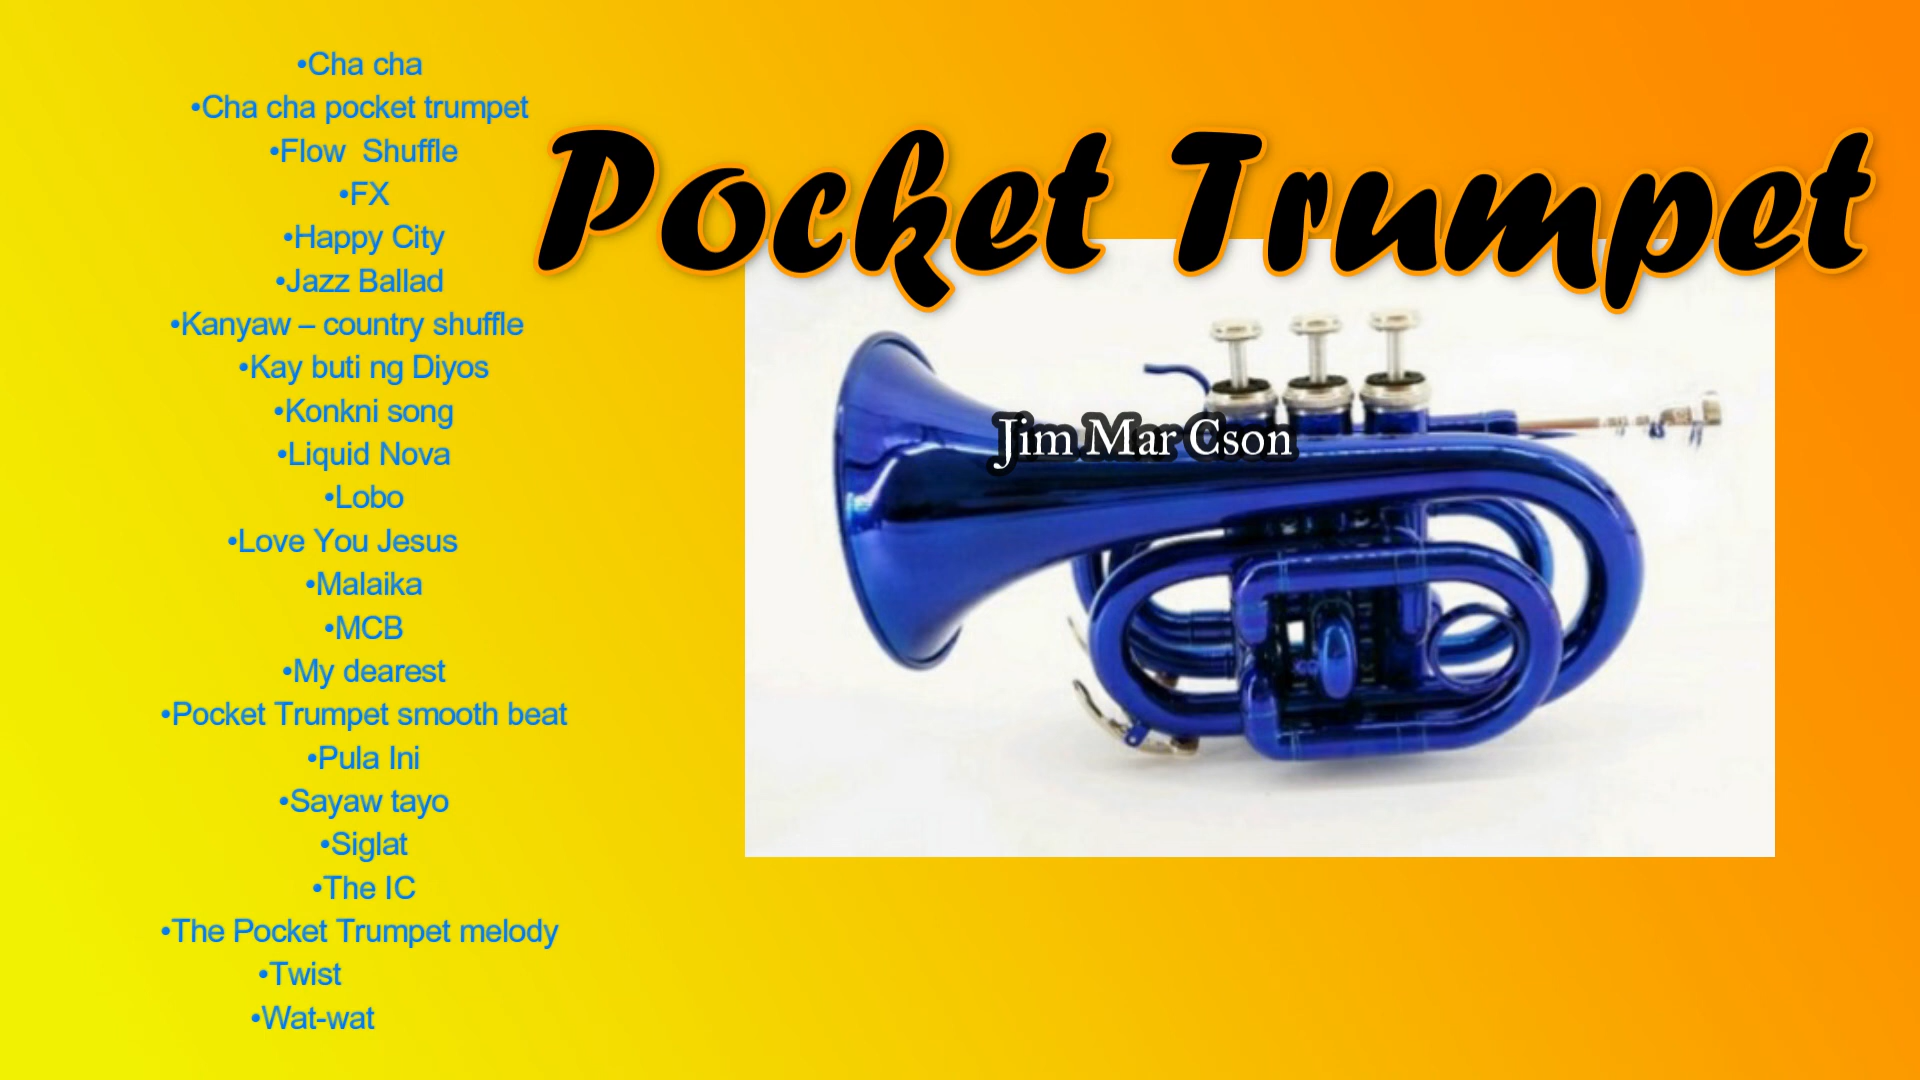 •Cha cha
•Cha cha pocket trumpet
•Flow  Shuffle
•FX
•Happy City
•Jazz Ballad
•Kanyaw – country shuffle
•Kay buti ng Diyos
•Konkni song
•Liquid Nova
•Lobo
•Love You Jesus
•Malaika
•MCB
•My dearest
•Pocket Trumpet smooth beat
•Pula Ini
•Sayaw tayo
•Siglat
•The IC
•The Pocket Trumpet melody
•Twist
•Wat-wat
Pocket Trumpet
Jim Mar Cson